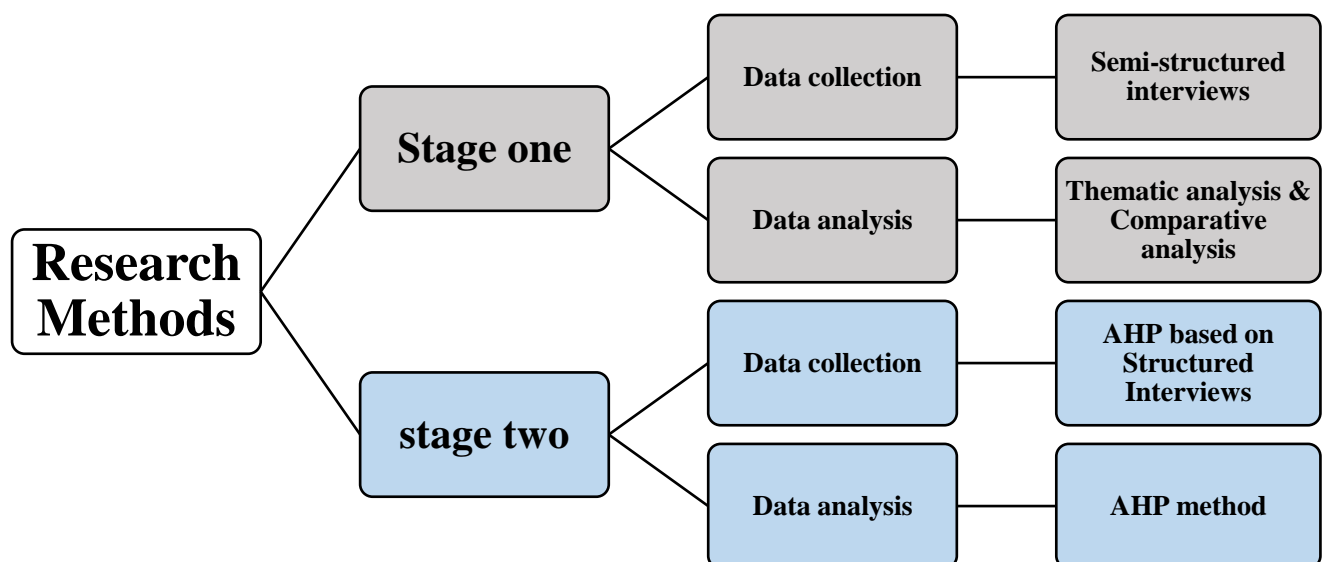 Research
Methods
Stage one
Data collection
Semi-structured
interviews
Data analysis
Thematic analysis &
Comparative
analysis
stage two
Data collection
AHP based on
Structured
Interviews
Data analysis
AHP method